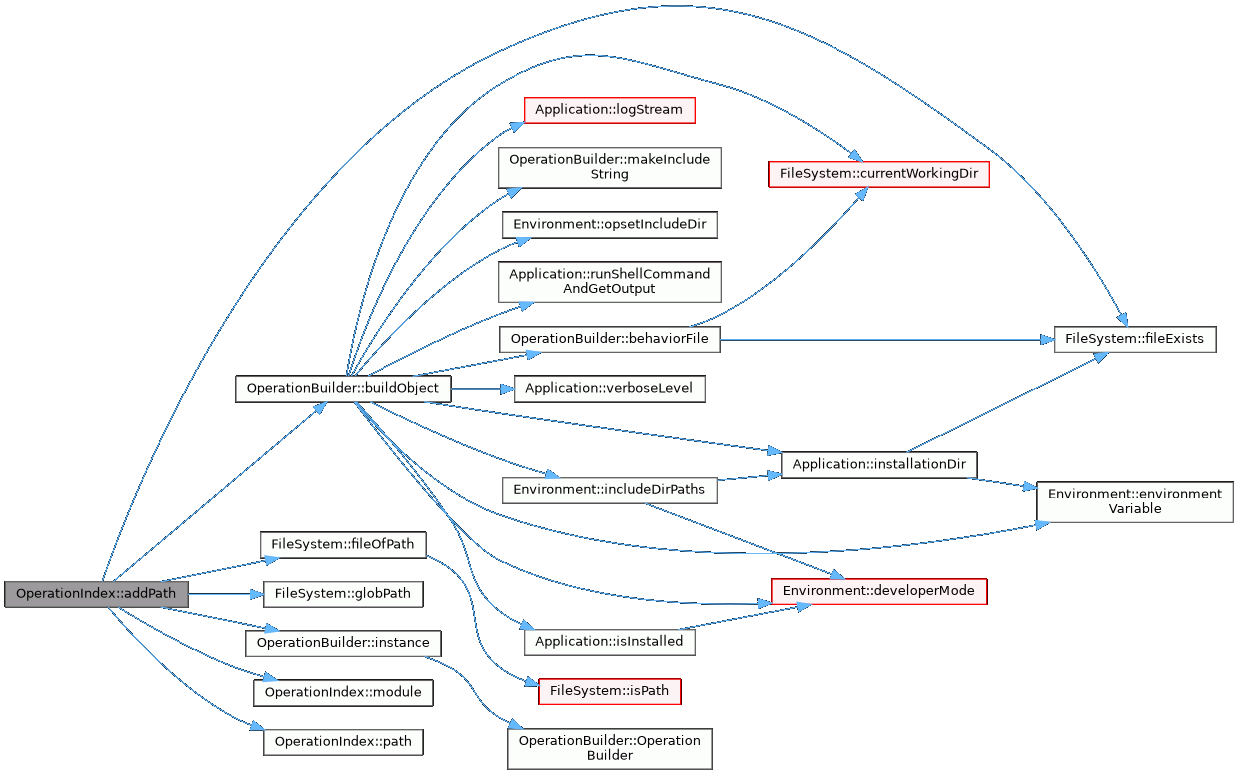 Application::logStream
OperationBuilder::makeInclude
String
FileSystem::currentWorkingDir
Environment::opsetIncludeDir
Application::runShellCommand
AndGetOutput
OperationBuilder::behaviorFile
FileSystem::fileExists
OperationBuilder::buildObject
Application::verboseLevel
Application::installationDir
Environment::includeDirPaths
Environment::environment
Variable
FileSystem::fileOfPath
OperationIndex::addPath
FileSystem::globPath
Environment::developerMode
OperationBuilder::instance
Application::isInstalled
OperationIndex::module
FileSystem::isPath
OperationIndex::path
OperationBuilder::Operation
Builder